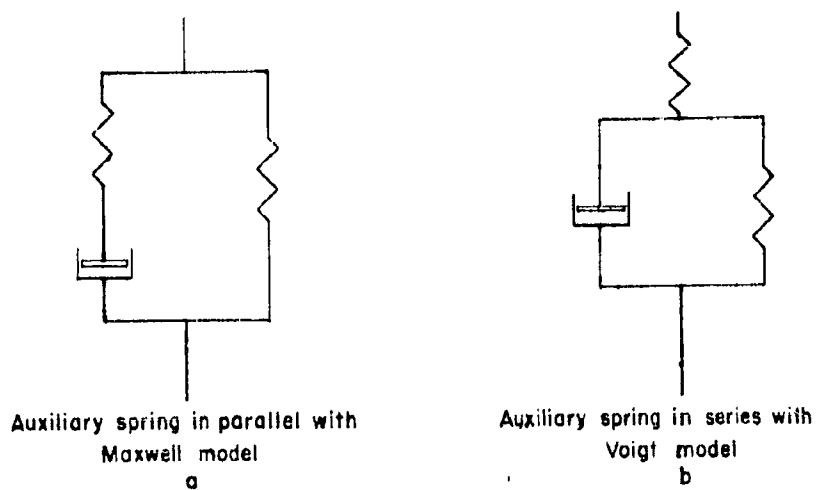 Auxiliary spring in parallel with
Maxwell model
a
Auxiliary spring in series with
Voigt model
b